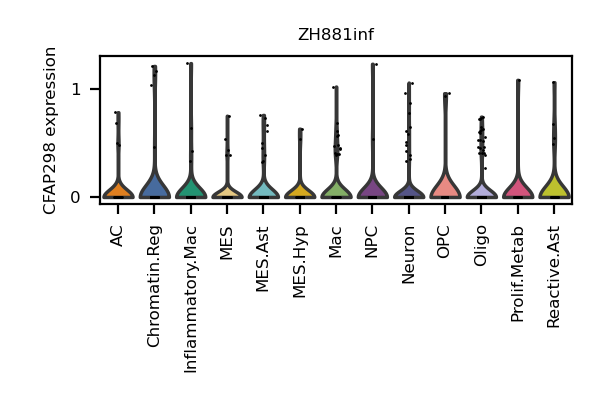 ZH881inf
CFAP298 expression
1
0
AC
Chromatin.Reg
Inflammatory.Mac
MES
MES.Ast
MES.Hyp
Mac
NPC
Neuron
OPC
Oligo
Prolif.Metab
Reactive.Ast